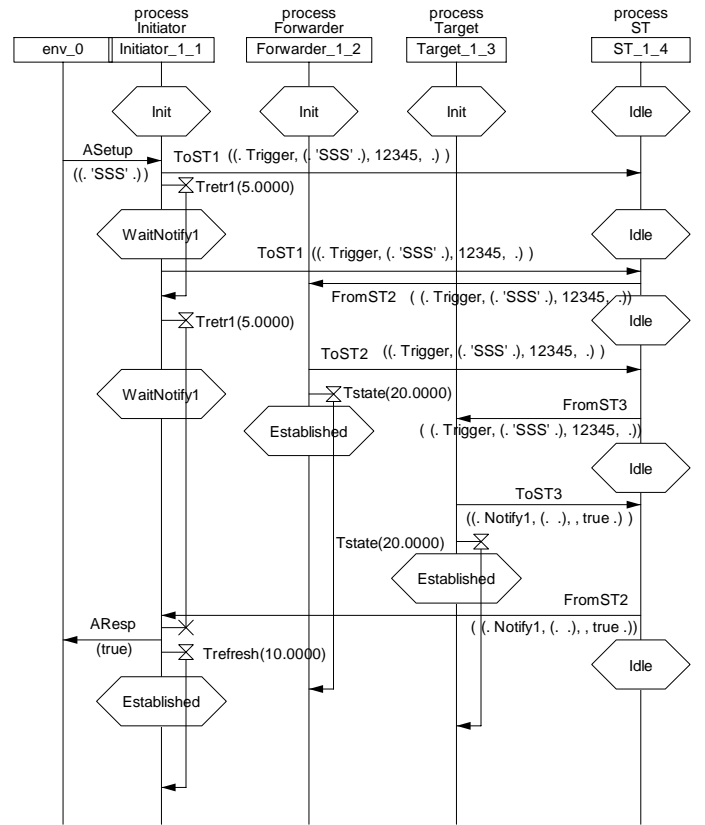 process process process process
Initiator Forwarder Target ST
env_0 Initiator_1_1 Forwarder_1_2 Target_1_3 ST_1_4
Init Init Init Idle
ASetup
ToST1 ((. Trigger, (. 'SSS' .), 12345, .) )
((. 'SSS' .) )
Tretr1(5.0000)
WaitNotify1 Idle
ToST1 ((. Trigger, (. 'SSS' .), 12345, .) )
FromST2 ( (. Trigger, (. 'SSS' .), 12345, .))
Tretr1(5.0000) Idle
ToST2 ((. Trigger, (. 'SSS' .), 12345, .) )
WaitNotify1 Tstate(20.0000)
FromST3
Established ( (. Trigger, (. 'SSS' .), 12345, .))
Idle
ToST3
((. Notify1, (. .), , true .) )
Tstate(20.0000)
Established
FromST2
AResp
( (. Notify1, (. .), , true .))
(true)
Trefresh(10.0000) Idle
Established